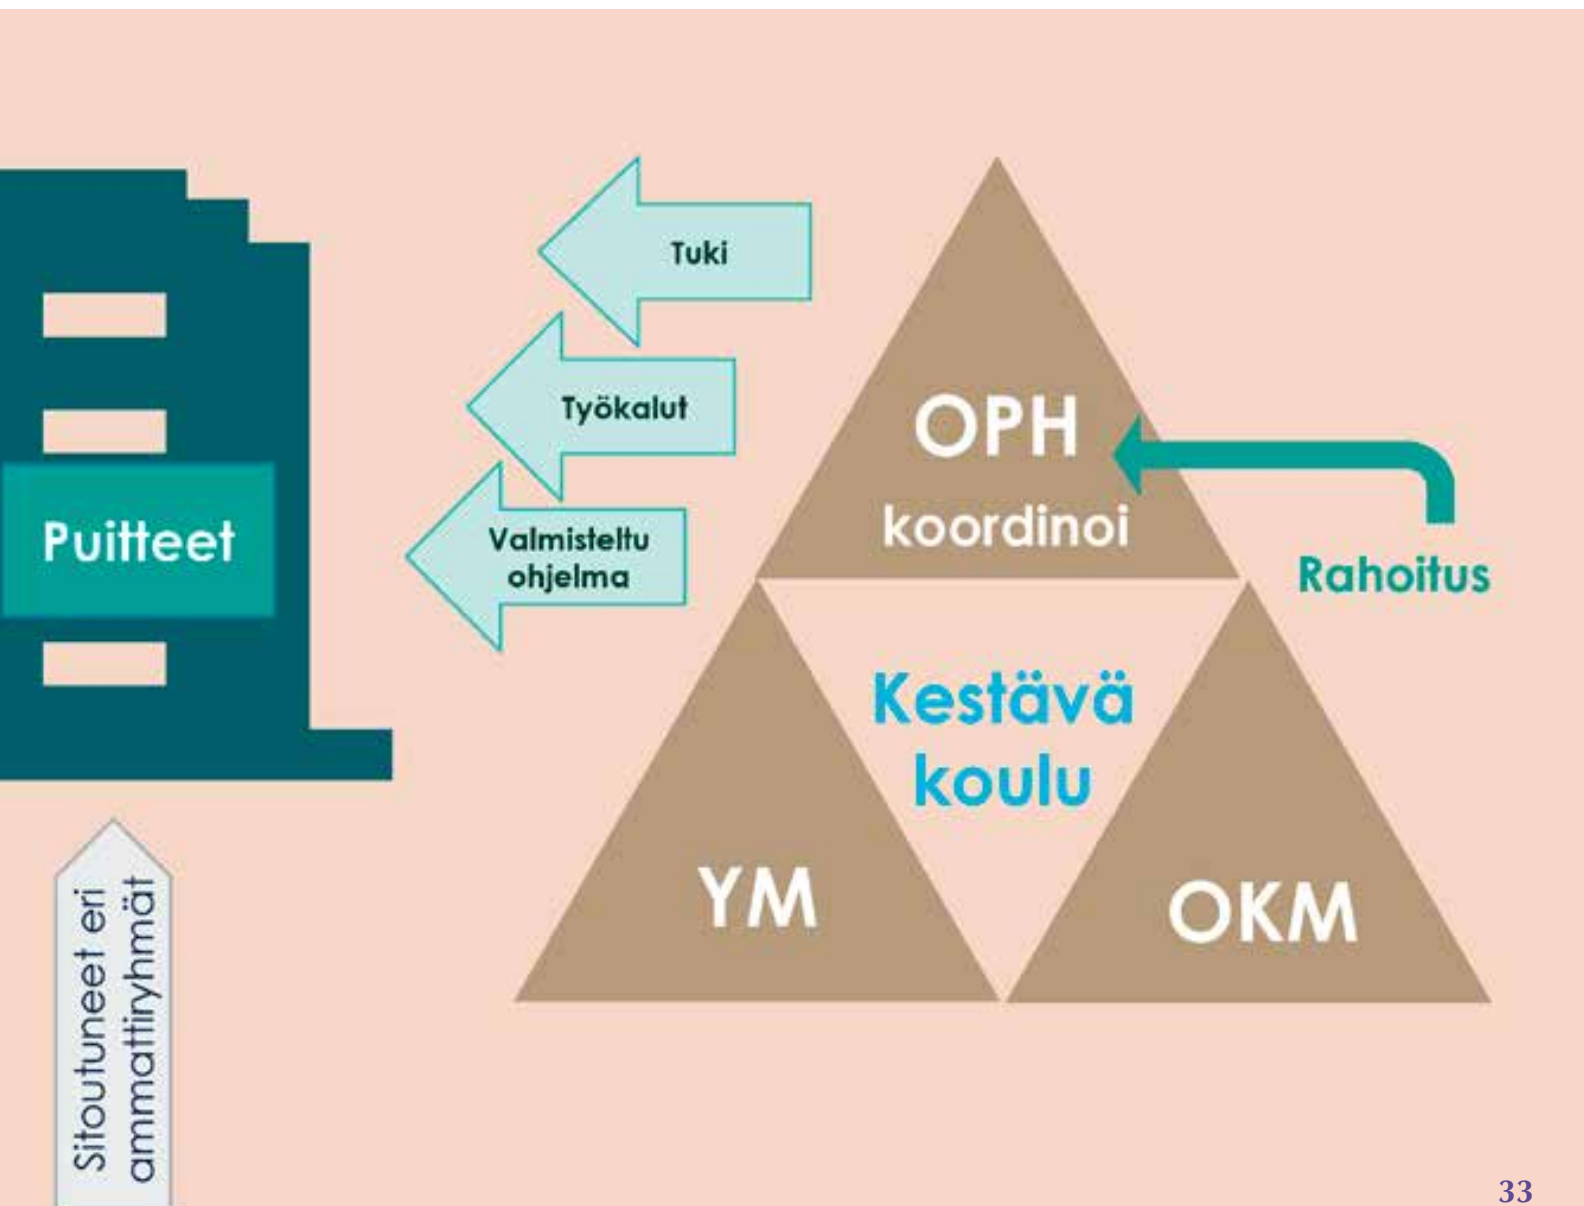 Tuki
Työkalut
Valmisteltu
ohjelma
Puitteet
OPH
koordinoi
Rahoitus
Kestävä
koulu
YM
OKM
Sitoutuneet eri
ammattiryhmät
33